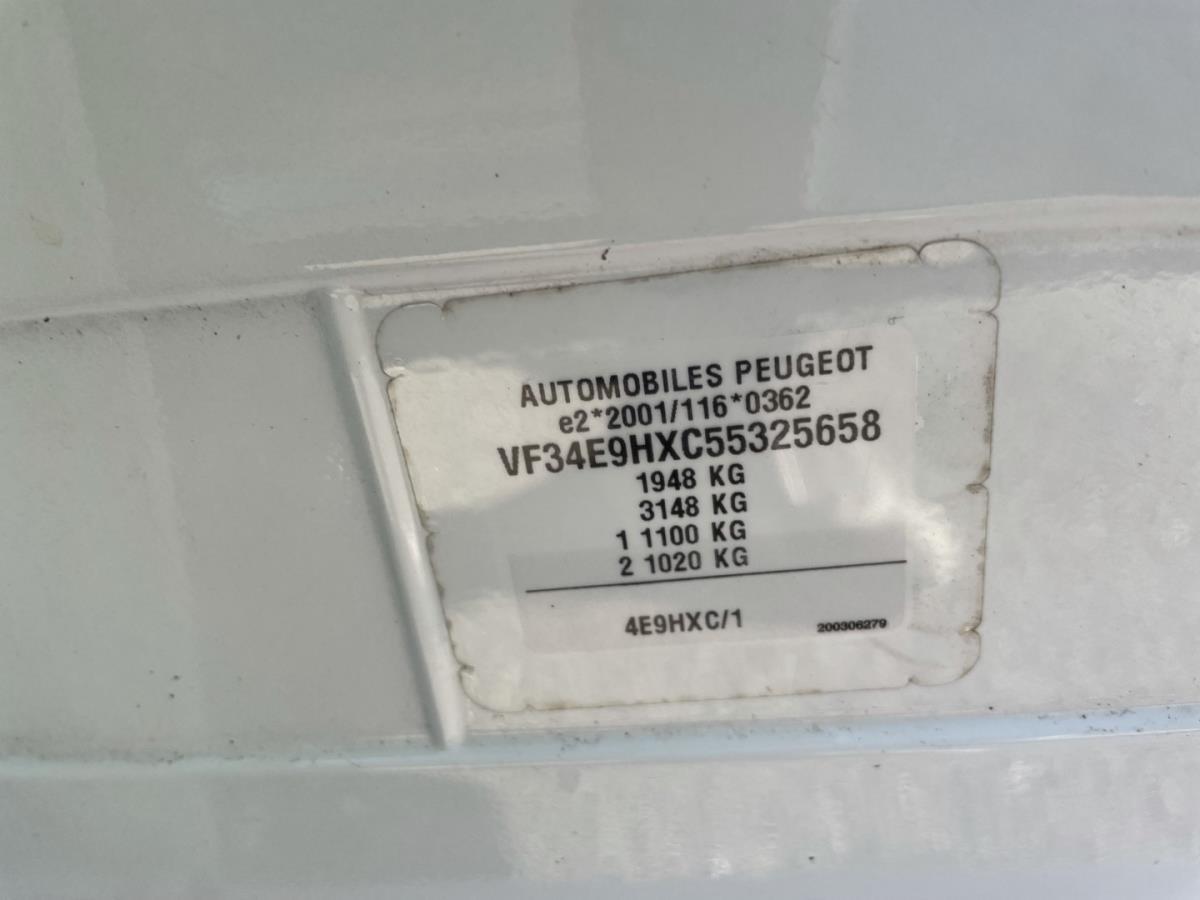 AUTOMOBILES PEUGEOT
e2*2001/116*0362
VF34E9HXC55325658
1948 KG
3148 KG
1 1100 KG
2 1020 KG
4E9HXC/1
200306279